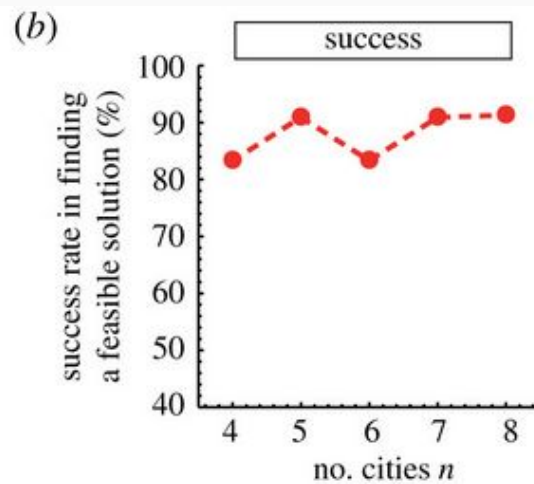 (b)
success
success rate in finding
a feasible solution (%)
100
90
80
70
60
50
40
4 5 6 7 8
no. cities n